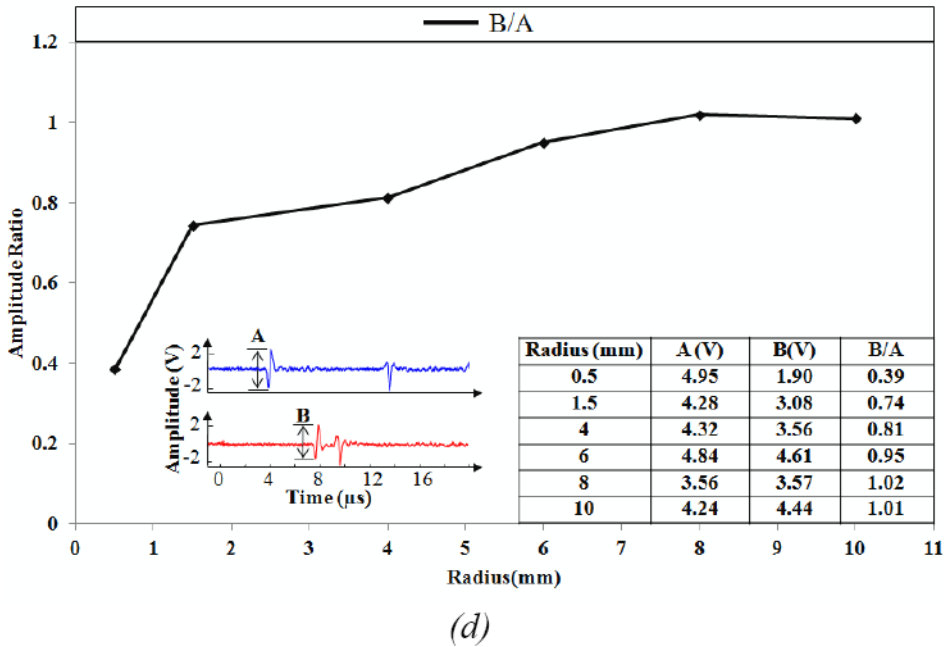 B/A
1.2
1
0.8
0.6
0.4
0.2
0
Amplitude Ratio
0 1 2 3 4 5 6 7 8 9 10 11
Radius(mm)
Amplitude (V)
A
2
-2
B
2
-2
0 4 8 12 16
Time (μs)
Radius (mm) A (V) B(V) B/A
0.5 4.95 1.90 0.39
1.5 4.28 3.08 0.74
4 4.32 3.56 0.81
6 4.84 4.61 0.95
8 3.56 3.57 1.02
10 4.24 4.44 1.01
(d)